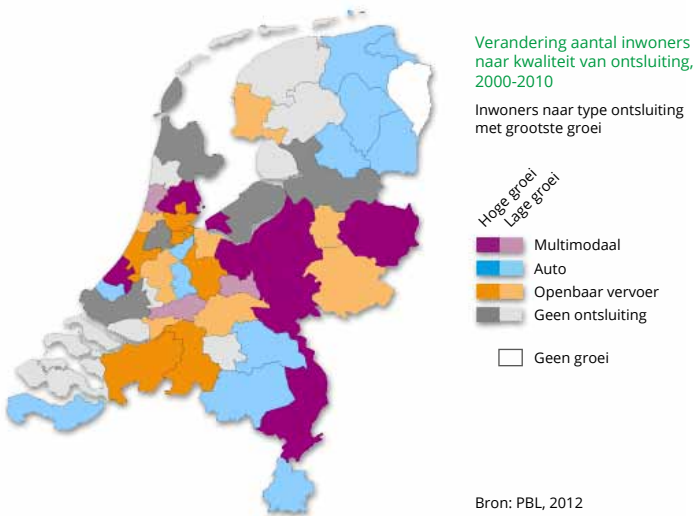 Verandering aantal inwoners
naar kwaliteit van ontsluiting,
2000-2010
Inwoners naar type ontsluiting
met grootste groei
Hoge groei
Lage groei
Multimodaal
Auto
Openbaar vervoer
Geen ontsluiting
Geen groei
Bron: PBL, 2012